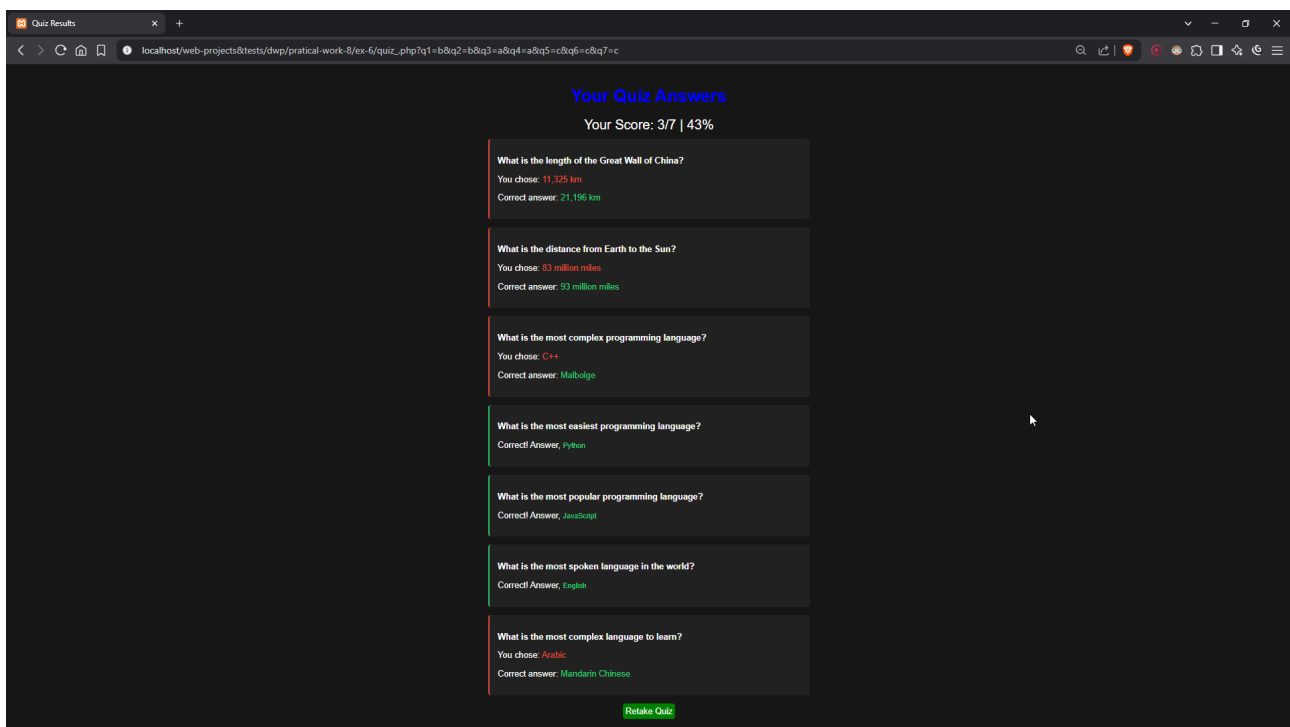 Quiz Results
localhost/web-projects&tests/dwp/pratical-work-8/ex-6/quiz_.php?q1=b&q2=b&q3=a&q4=a&q5=c&q6=c&q7=c
Your Quiz Answers
Your Score: 3/7 | 43%
What is the length of the Great Wall of China?
You chose: 11,325 km
Correct answer: 21,196 km
What is the distance from Earth to the Sun?
You chose: 83 million miles
Correct answer: 93 million miles
What is the most complex programming language?
You chose: C++
Correct answer: Malbolge
What is the most easiest programming language?
Correct! Answer, Python
What is the most popular programming language?
Correct! Answer, JavaScript
What is the most spoken language in the world?
Correct! Answer, English
What is the most complex language to learn?
You chose: Arabic
Correct answer: Mandarin Chinese
Retake Quiz